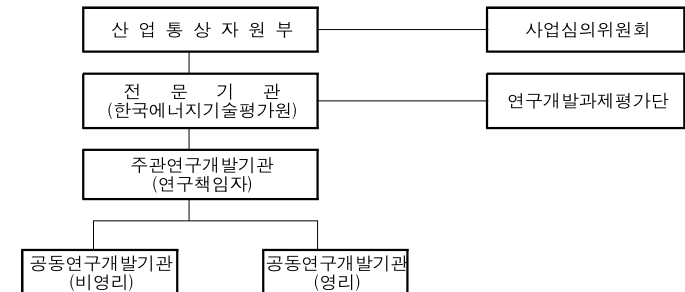 산 업 통 상 자 원 부
사업심의위원회
전 문 기 관
(한국에너지기술평가원)
연구개발과제평가단
주관연구개발기관
(연구책임자)
공동연구개발기관
(비영리)
공동연구개발기관
(영리)